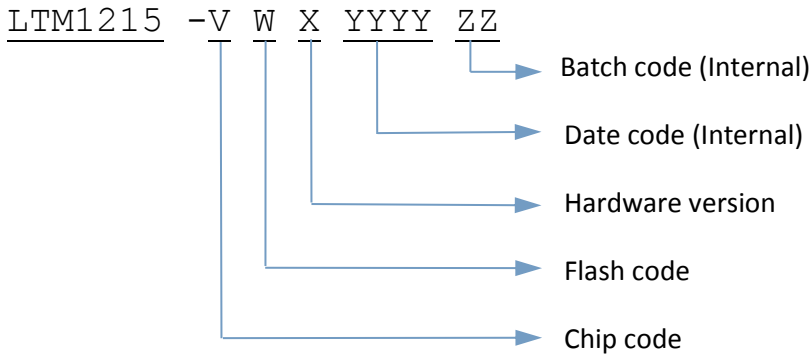 LTM1215 -V W X YYYY ZZ
Batch code (Internal)
Date code (Internal)
Hardware version
Flash code
Chip code